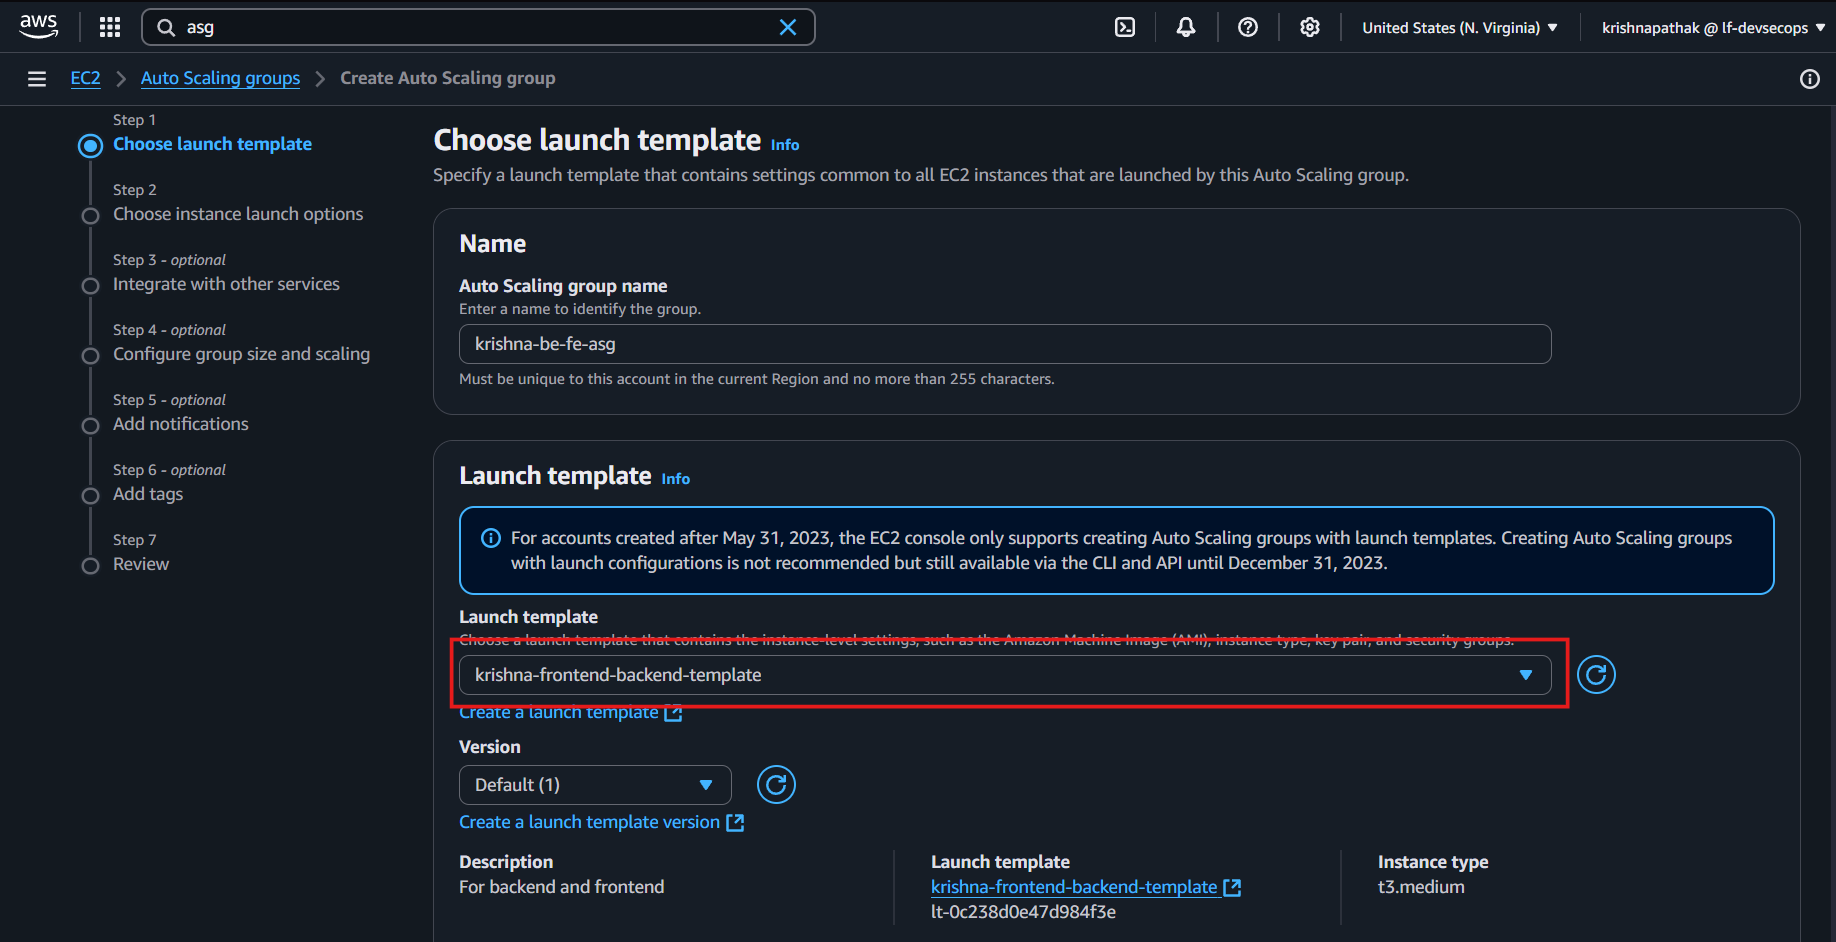 aws
asg
United States (N. Virginia)
krishnapathak @ lf-devsecops
EC2
Auto Scaling groups
Create Auto Scaling group
Step 1
Choose launch template
Step 2
Choose instance launch options
Step 3 - optional
Integrate with other services
Step 4 - optional
Configure group size and scaling
Step 5 - optional
Add notifications
Step 6 - optional
Add tags
Step 7
Review
Choose launch template Info
Specify a launch template that contains settings common to all EC2 instances that are launched by this Auto Scaling group.
Name
Auto Scaling group name
Enter a name to identify the group.
krishna-be-fe-asg
Must be unique to this account in the current Region and no more than 255 characters.
Launch template Info
For accounts created after May 31, 2023, the EC2 console only supports creating Auto Scaling groups with launch templates. Creating Auto Scaling groups
with launch configurations is not recommended but still available via the CLI and API until December 31, 2023.
Launch template
Choose a launch template that contains the instance-level settings, such as the Amazon Machine Image (AMI), instance type, key pair, and security groups.
krishna-frontend-backend-template
Create a launch template
Version
Default (1)
Create a launch template version
Description
For backend and frontend
Launch template
krishna-frontend-backend-template
lt-0c238d0e47d984f3e
Instance type
t3.medium